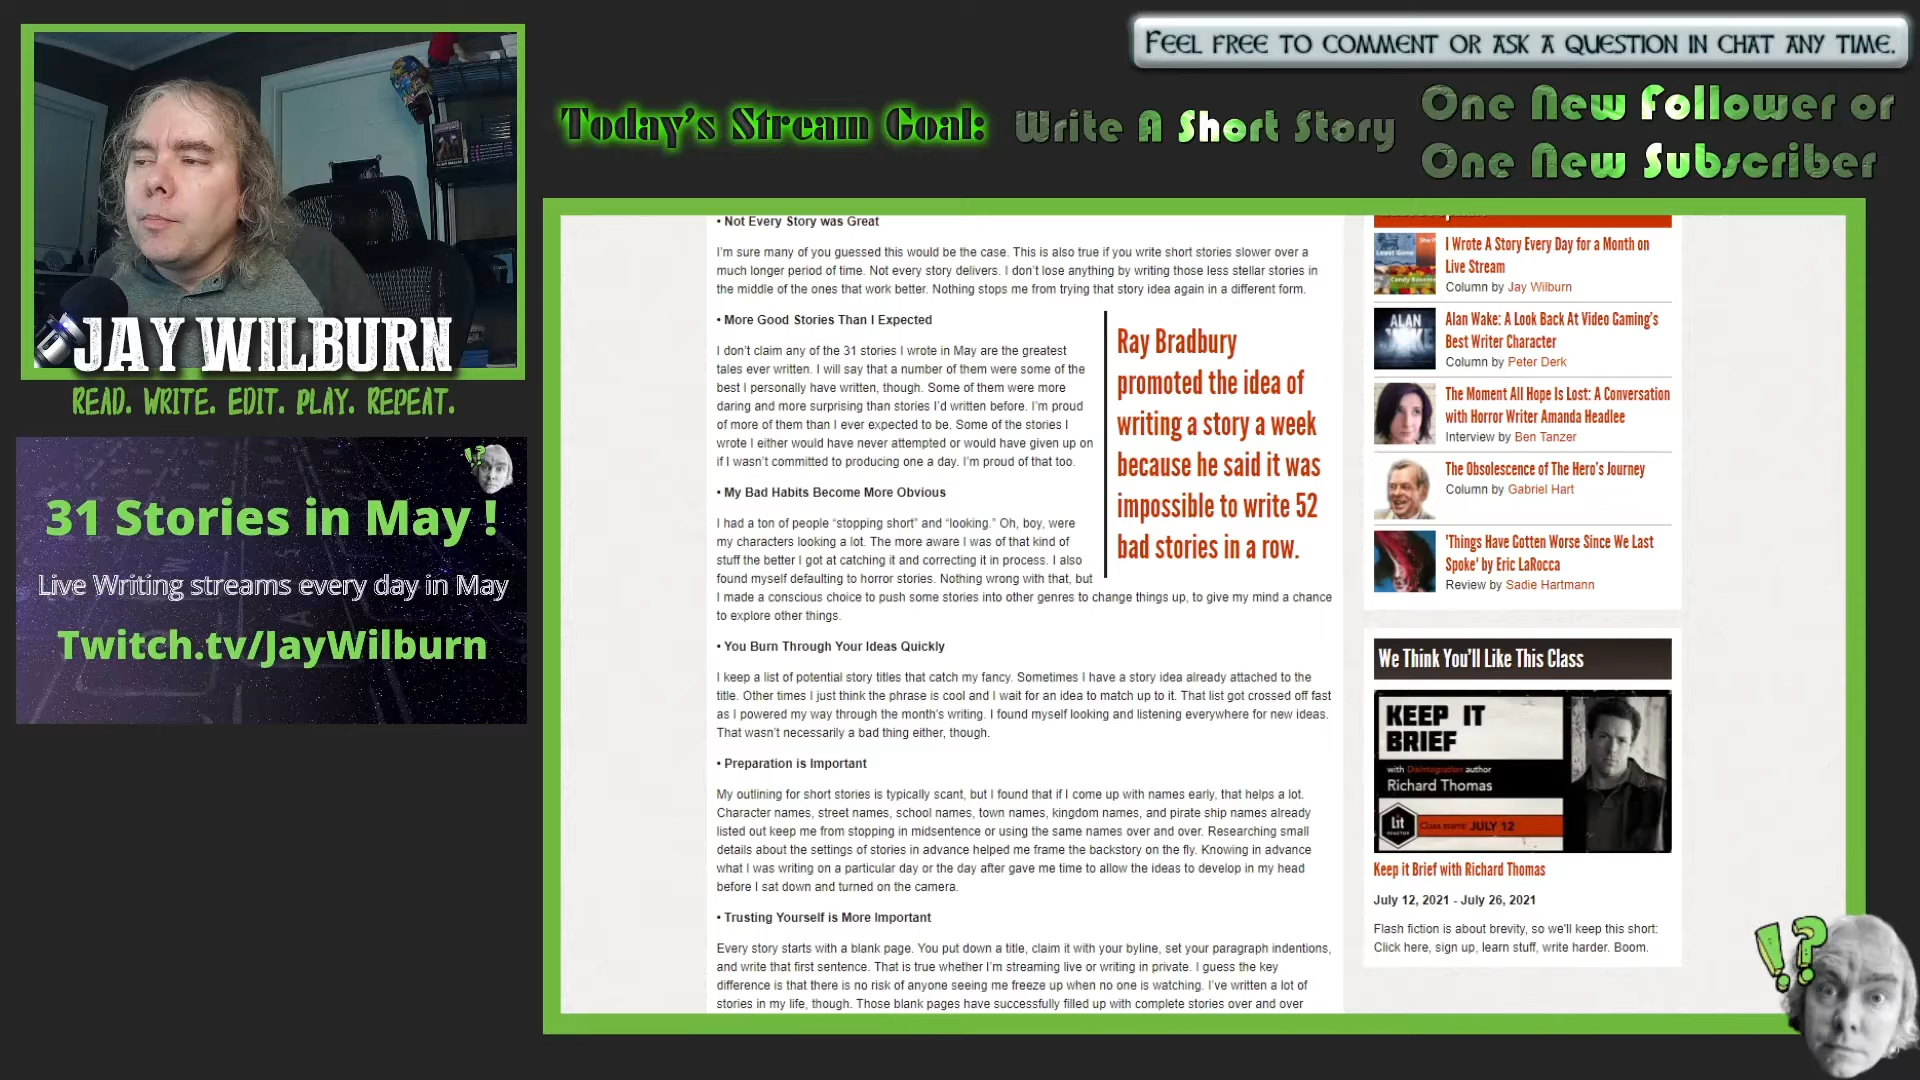 FEEL FREE TO COMMENT OR ASK A QUESTION IN CHAT ANY TIME.
Today's Stream Goal:
Write A Short Story
One New Follower or
One New Subscriber
JAY WILBURN
READ. WRITE. EDIT. PLAY. REPEAT.
31 Stories in May !
Live Writing streams every day in May
Twitch.tv/JayWilburn
• Not Every Story was Great
I'm sure many of you guessed this would be the case. This is also true if you write short stories slower over a
much longer period of time. Not every story delivers. I don't lose anything by writing those less stellar stories in
the middle of the ones that work better. Nothing stops me from trying that story idea again in a different form.
• More Good Stories Than I Expected
I don't claim any of the 31 stories I wrote in May are the greatest
tales ever written. I will say that a number of them were some of the
best I personally have written, though. Some of them were more
daring and more surprising than stories I'd written before. I'm proud
of more of them than I ever expected to be. Some of the stories I
wrote I either would have never attempted or would have given up on
if I wasn't committed to producing one a day. I'm proud of that too.
Ray Bradbury
promoted the idea of
writing a story a week
because he said it was
impossible to write 52
bad stories in a row.
• My Bad Habits Become More Obvious
I had a ton of people “stopping short” and “looking.” Oh, boy, were
my characters looking a lot. The more aware I was of that kind of
stuff the better I got at catching it and correcting it in process. I also
found myself defaulting to horror stories. Nothing wrong with that, but
I made a conscious choice to push some stories into other genres to change things up, to give my mind a chance
to explore other things.
• You Burn Through Your Ideas Quickly
I keep a list of potential story titles that catch my fancy. Sometimes I have a story idea already attached to the
title. Other times I just think the phrase is cool and I wait for an idea to match up to it. That list got crossed off fast
as I powered my way through the month's writing. I found myself looking and listening everywhere for new ideas.
That wasn't necessarily a bad thing either, though.
• Preparation is Important
My outlining for short stories is typically scant, but I found that if I come up with names early, that helps a lot.
Character names, street names, school names, town names, kingdom names, and pirate ship names already
listed out keep me from stopping in midsentence or using the same names over and over. Researching small
details about the settings of stories in advance helped me frame the backstory on the fly. Knowing in advance
what I was writing on a particular day or the day after gave me time to allow the ideas to develop in my head
before I sat down and turned on the camera.
• Trusting Yourself is More Important
Every story starts with a blank page. You put down a title, claim it with your byline, set your paragraph indentions,
and write that first sentence. That is true whether I'm streaming live or writing in private. I guess the key
difference is that there is no risk of anyone seeing me freeze up when no one is watching. I've written a lot of
stories in my life, though. Those blank pages have successfully filled up with complete stories over and over
I Wrote A Story Every Day for a Month on
Live Stream
Column by Jay Wilburn
ALAN
Alan Wake: A Look Back At Video Gaming's
Best Writer Character
Column by Peter Derk
The Moment All Hope Is Lost: A Conversation
with Horror Writer Amanda Headlee
Interview by Ben Tanzer
The Obsolescence of The Hero's Journey
Column by Gabriel Hart
'Things Have Gotten Worse Since We Last
Spoke' by Eric LaRocca
Review by Sadie Hartmann
We Think You'll Like This Class
KEEP IT
BRIEF
with Disintegration author
Richard Thomas
Lit
REACTOR
Class starts: JULY 12
Keep it Brief with Richard Thomas
July 12, 2021 - July 26, 2021
Flash fiction is about brevity, so we'll keep this short:
Click here, sign up, learn stuff, write harder. Boom.
!?